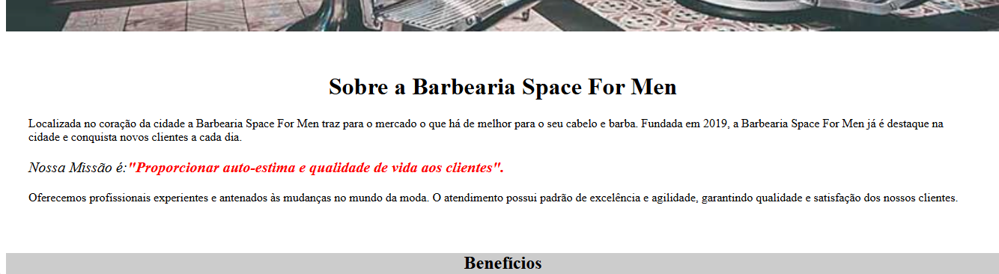 Sobre a Barbearia Space For Men
Localizada no coração da cidade a Barbearia Space For Men traz para o mercado o que há de melhor para o seu cabelo e barba. Fundada em 2019, a Barbearia Space For Men já é destaque na
cidade e conquista novos clientes a cada dia.
Nossa Missão é:"Proporcionar auto-estima e qualidade de vida aos clientes".
Oferecemos profissionais experientes e antenados às mudanças no mundo da moda. O atendimento possui padrão de excelência e agilidade, garantindo qualidade e satisfação dos nossos clientes.
Benefícios